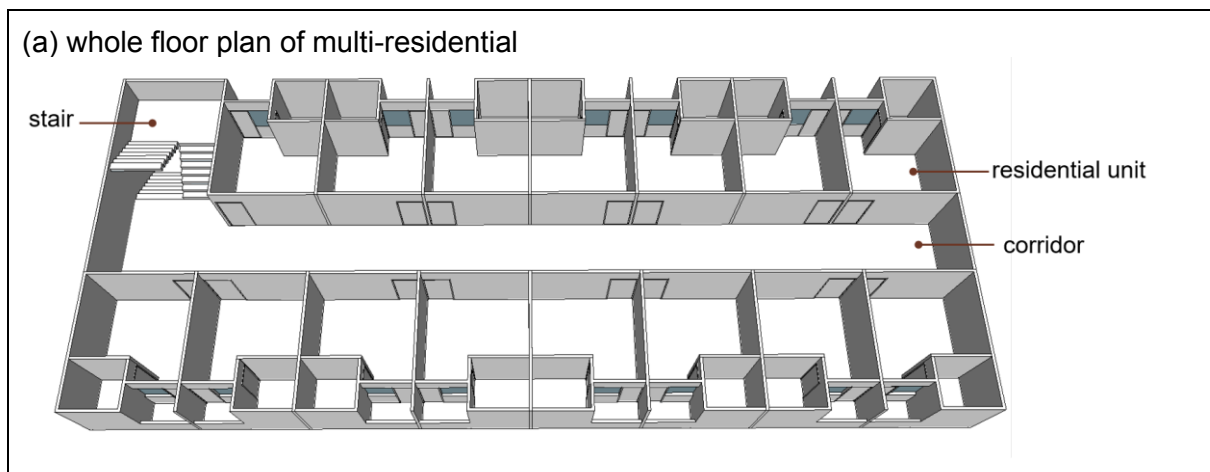 (a) whole floor plan of multi-residential
stair
residential unit
corridor